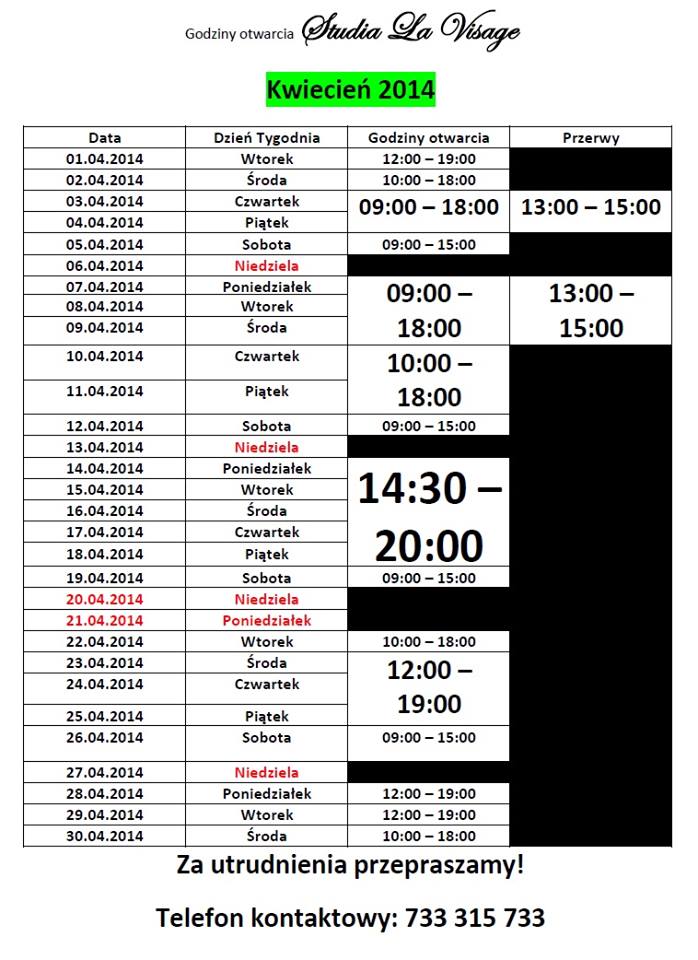 Godziny otwarcia Studia La Visage
Kwiecień 2014
Data Dzień Tygodnia Godziny otwarcia Przerwy
01.04.2014 Wtorek 12:00 – 19:00
02.04.2014 Środa 10:00 – 18:00
03.04.2014 Czwartek 09:00 – 18:00 13:00 – 15:00
04.04.2014 Piątek
05.04.2014 Sobota 09:00 – 15:00
06.04.2014 Niedziela
07.04.2014 Poniedziałek 09:00 – 13:00 –
08.04.2014 Wtorek
09.04.2014 Środa 18:00 15:00
10.04.2014 Czwartek 10:00 –
11.04.2014 Piątek 18:00
12.04.2014 Sobota 09:00 – 15:00
13.04.2014 Niedziela
14.04.2014 Poniedziałek
15.04.2014 Wtorek 14:30 –
16.04.2014 Środa
17.04.2014 Czwartek
18.04.2014 Piątek 20:00
19.04.2014 Sobota 09:00 – 15:00
20.04.2014 Niedziela
21.04.2014 Poniedziałek
22.04.2014 Wtorek 10:00 – 18:00
23.04.2014 Środa 12:00 –
24.04.2014 Czwartek
25.04.2014 Piątek 19:00
26.04.2014 Sobota 09:00 – 15:00
27.04.2014 Niedziela
28.04.2014 Poniedziałek 12:00 – 19:00
29.04.2014 Wtorek 12:00 – 19:00
30.04.2014 Środa 10:00 – 18:00
Za utrudnienia przepraszamy!
Telefon kontaktowy: 733 315 733